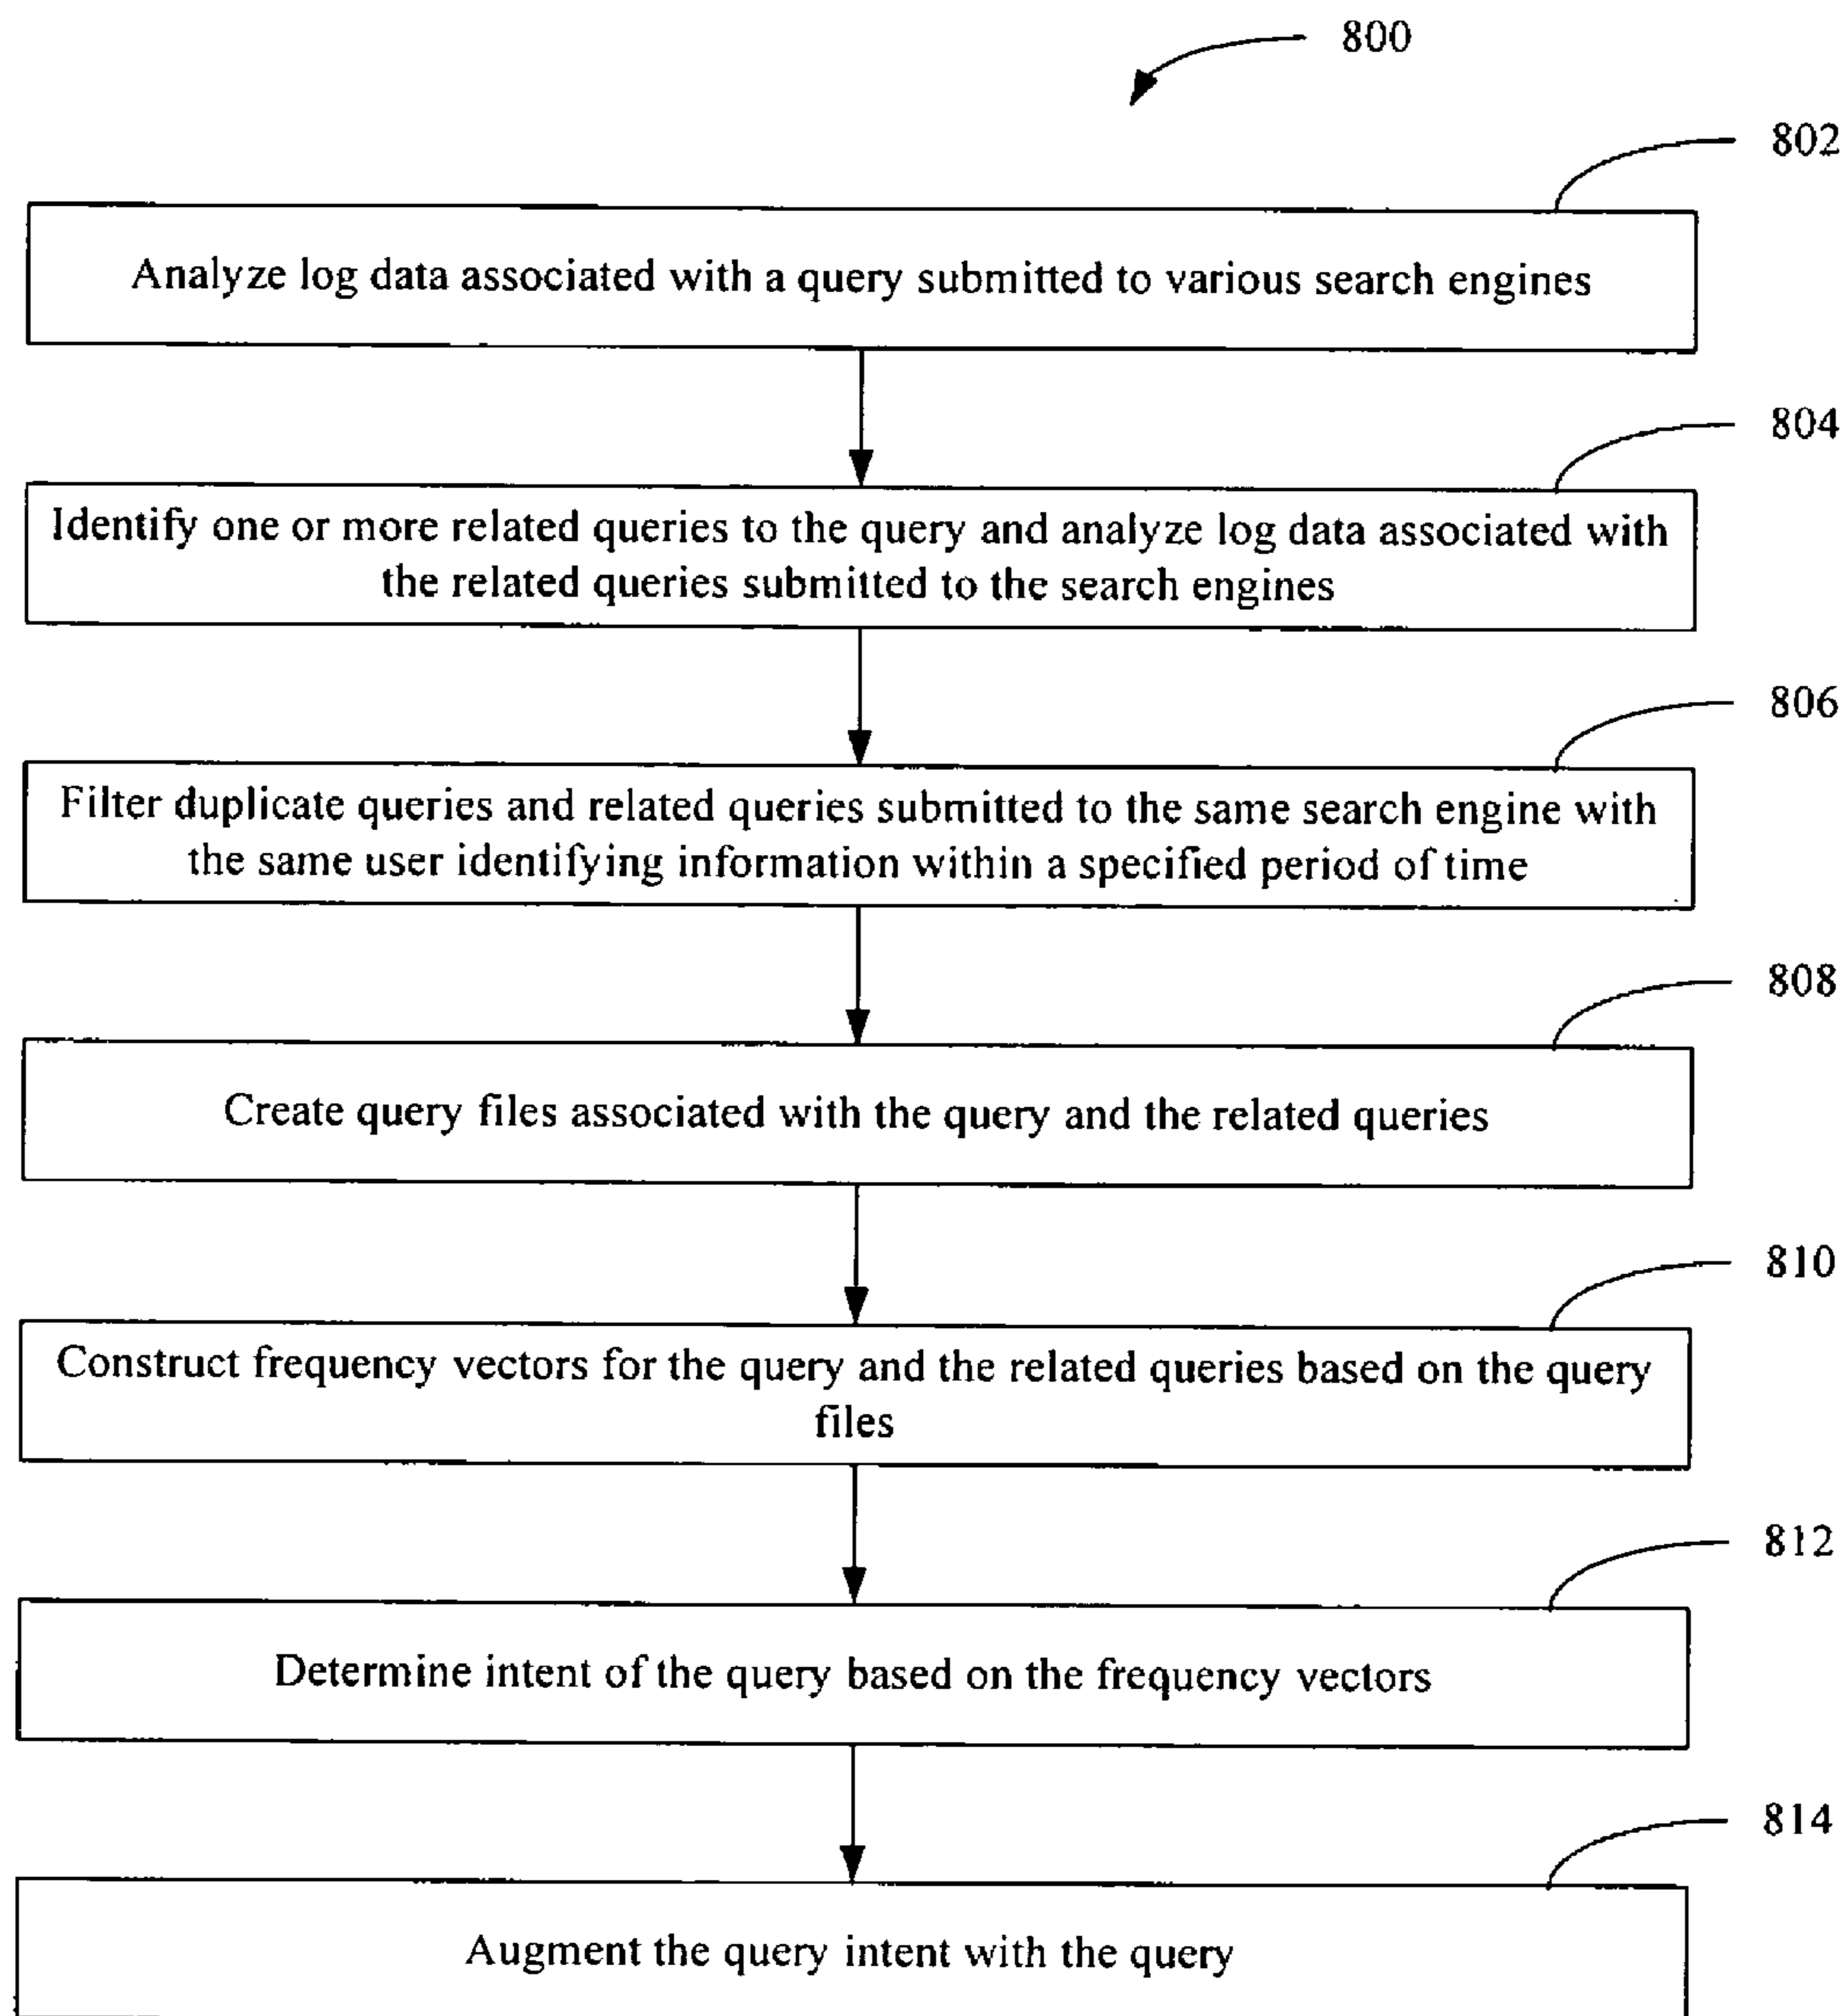 800
802
Analyze log data associated with a query submitted to various search engines
804
Identify one or more related queries to the query and analyze log data associated with
the related queries submitted to the search engines
806
Filter duplicate queries and related queries submitted to the same search engine with
the same user identifying information within a specified period of time
808
Create query files associated with the query and the related queries
810
Construct frequency vectors for the query and the related queries based on the query
files
812
Determine intent of the query based on the frequency vectors
814
Augment the query intent with the query